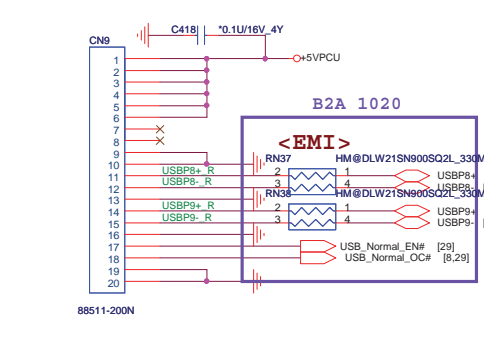 C418 *0.1U/16V_4Y
CN9
+5VPCU
1
2
3
4
5
6
7
8
9
10
11
12
13
14
15
16
17
18
19
20
B2A 1020
<EMI>
RN37 HM@DLW21SN900SQ2L_330M
USBP8+_R 2 1 USBP8+
USBP8-_R 3 4 USBP8-
RN38 HM@DLW21SN900SQ2L_330M
USBP9+_R 2 1 USBP9+
USBP9-_R 3 4 USBP9-
USB_Normal_EN# [29]
USB_Normal_OC# [8,29]
88511-200N